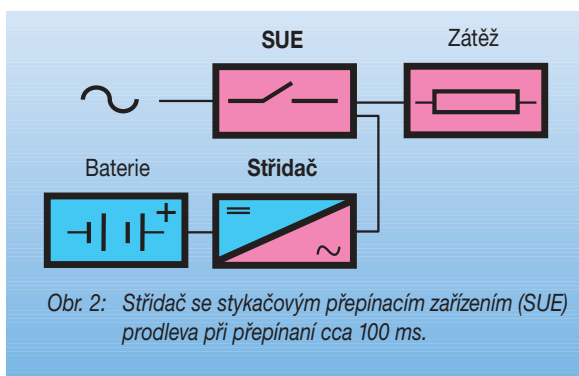 SUE
Zátěž
Baterie
Střidač
Obr. 2: Střidač se stykačovým přepínacím zařízením (SUE)
prodleva při přepínaní cca 100 ms.